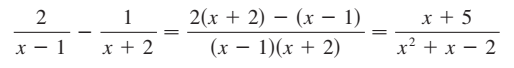 2/(x − 1) − 1/(x + 2) = (2(x + 2) − (x − 1))/((x − 1)(x + 2)) = (x + 5)/(x² + x − 2)